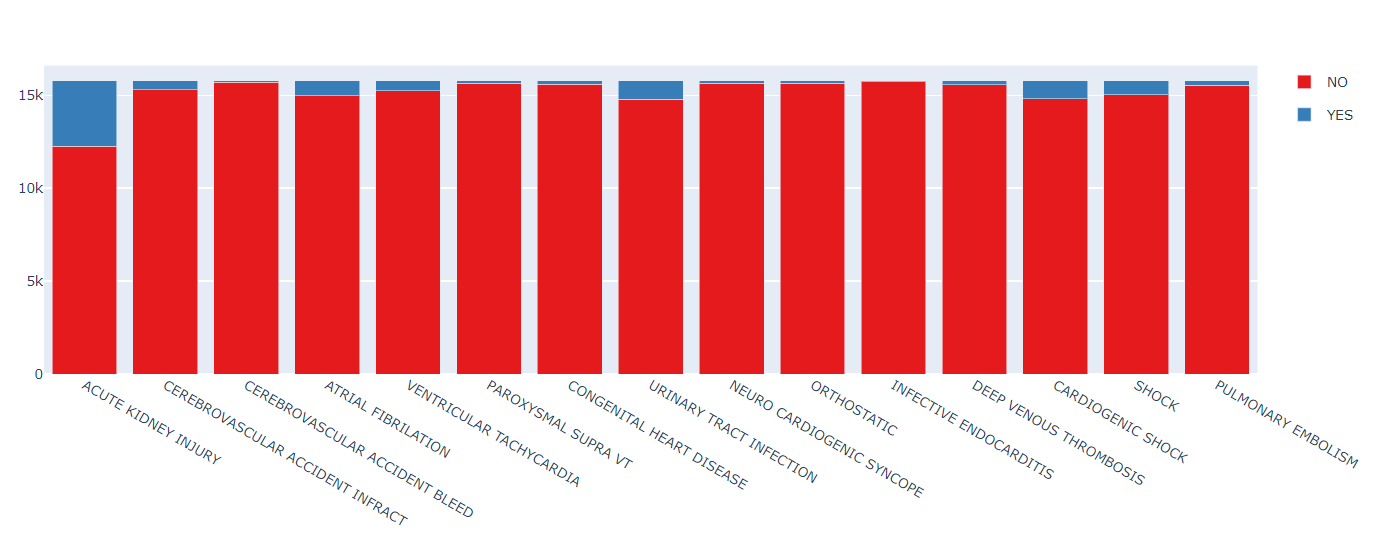 15k
10k
5k
0
ACUTE KIDNEY INJURY
CEREBROVASCULAR ACCIDENT INFRACT
CEREBROVASCULAR ACCIDENT BLEED
ATRIAL FIBRILATION
VENTRICULAR TACHYCARDIA
PAROXYSMAL SUPRA VT
CONGENITAL HEART DISEASE
URINARY TRACT INFECTION
NEURO CARDIOGENIC SYNCOPE
ORTHOSTATIC
INFECTIVE ENDOCARDITIS
DEEP VENOUS THROMBOSIS
CARDIOGENIC SHOCK
SHOCK
PULMONARY EMBOLISM
NO
YES